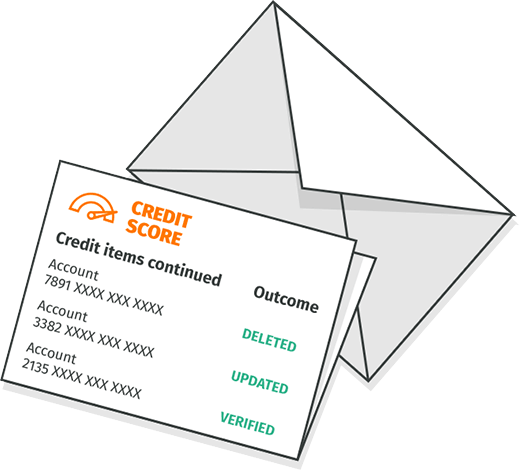 CREDIT
SCORE
Credit items continued
Outcome
Account
7891 XXXX XXX XXXX
DELETED
Account
3382 XXXX XXX XXXX
UPDATED
Account
2135 XXXX XXX XXXX
VERIFIED